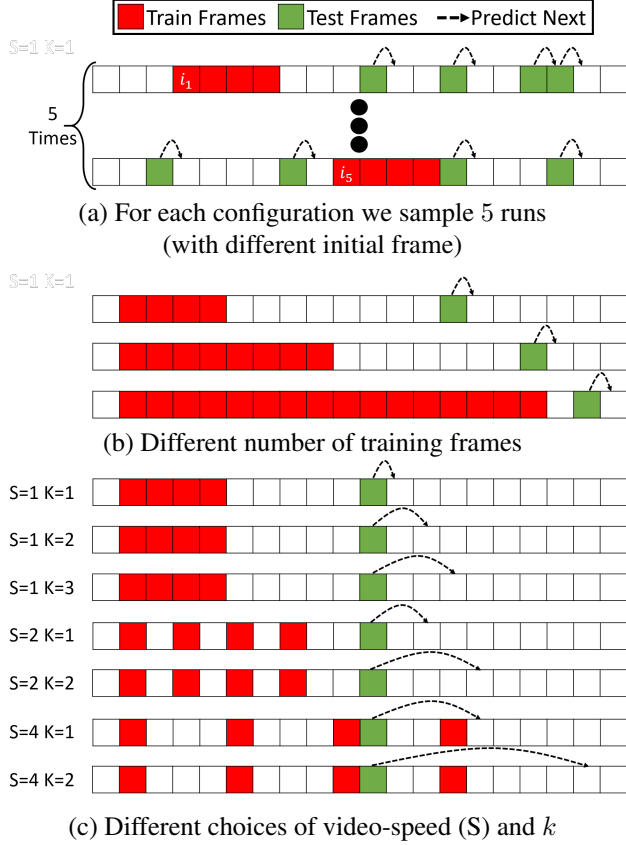 Train Frames Test Frames Predict Next
S=1 K=1
i₁
5
Times
i₅
(a) For each configuration we sample 5 runs
(with different initial frame)
S=1 K=1
(b) Different number of training frames
S=1 K=1
S=1 K=2
S=1 K=3
S=2 K=1
S=2 K=2
S=4 K=1
S=4 K=2
(c) Different choices of video-speed (S) and k